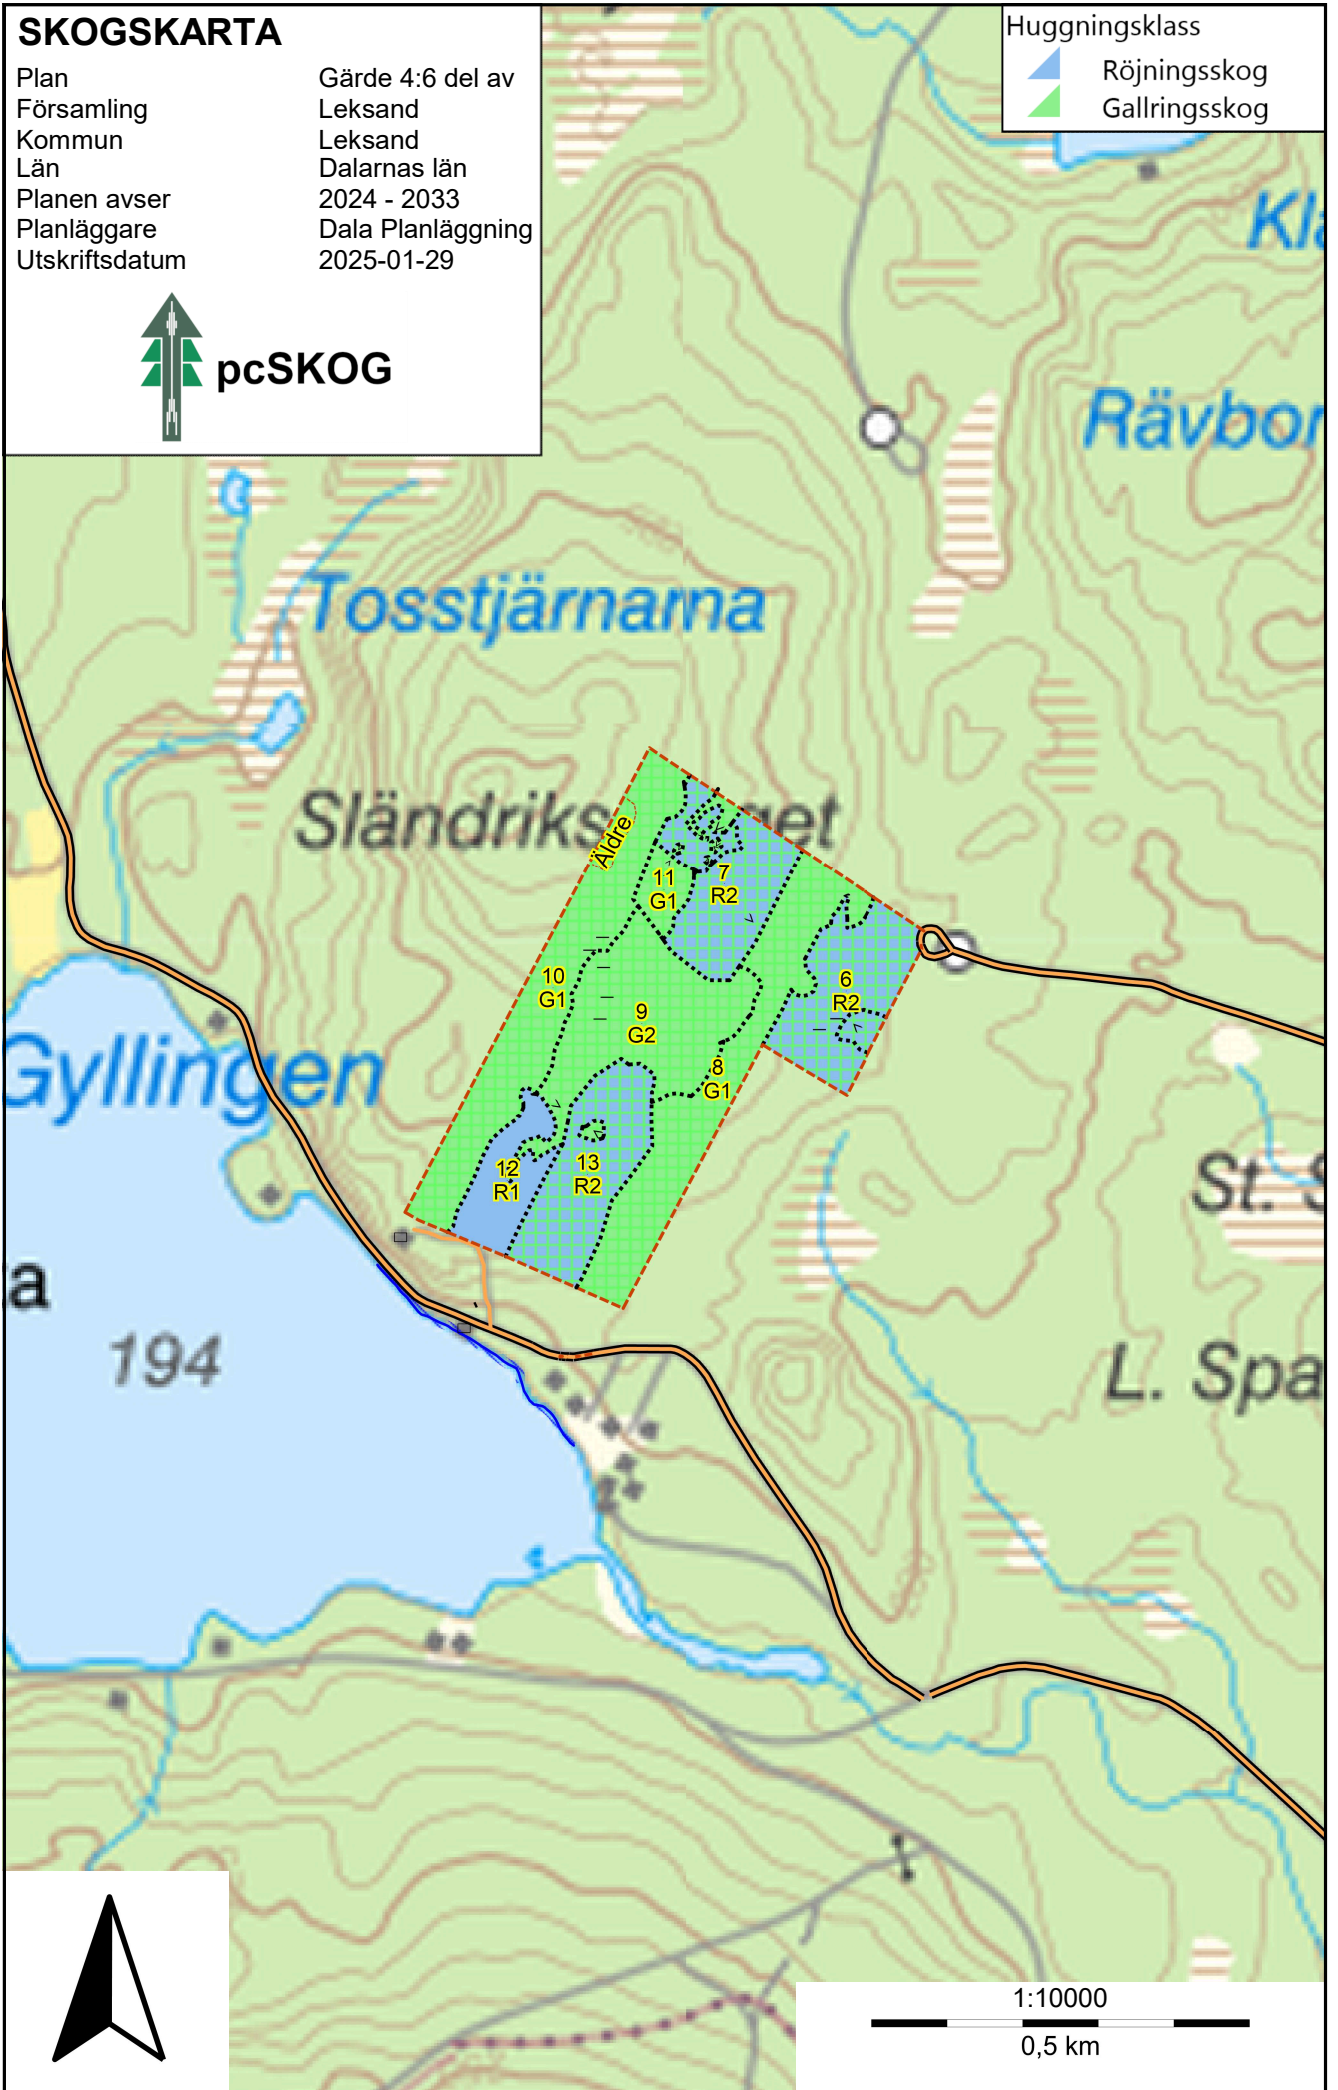 SKOGSKARTA
Plan Gärde 4:6 del av
Församling Leksand
Kommun Leksand
Län Dalarnas län
Planen avser 2024 - 2033
Planläggare Dala Planläggning
Utskriftsdatum 2025-01-29
pcSKOG
Huggningsklass
Röjningsskog
Gallringsskog
Kl
Rävbor
Tosstjärnarna
Sländriks
get
Äldre
11
G1
7
R2
10
G1
9
G2
6
R2
8
G1
12
R1
13
R2
Gyllingen
St. S
a
194
L. Spa
1:10000
0,5 km